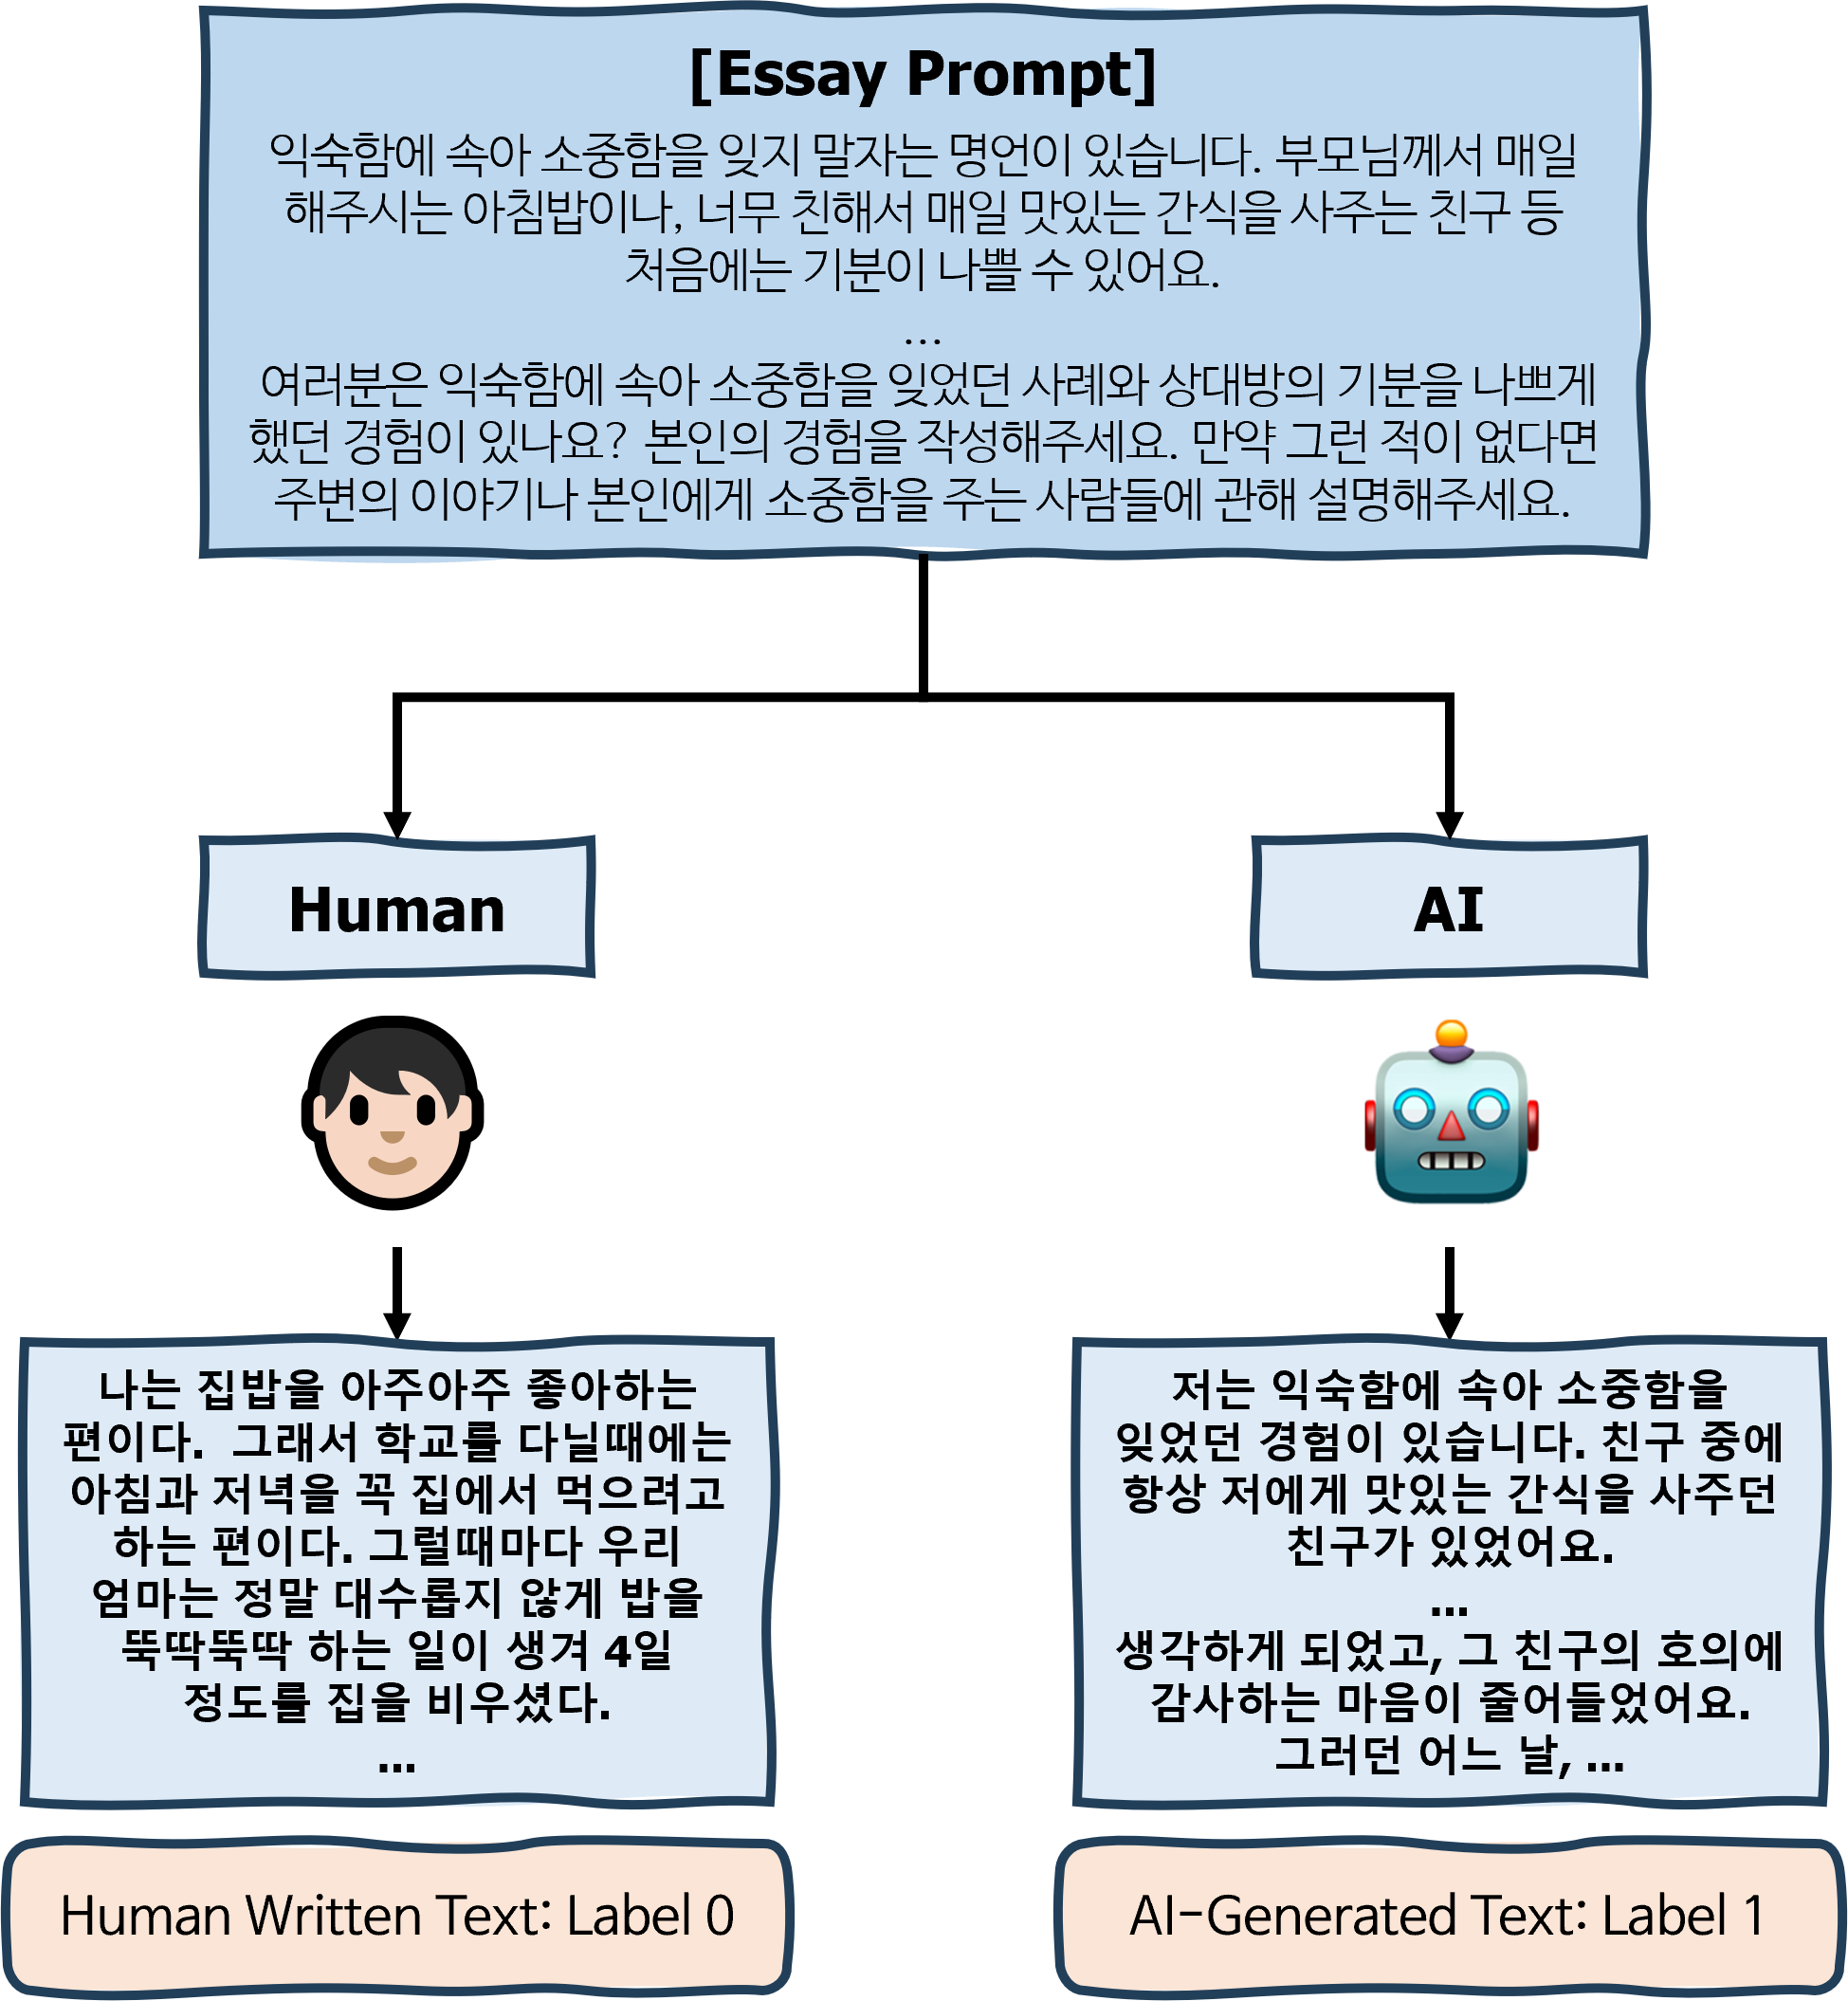 [Essay Prompt]
익숙함에 속아 소중함을 잊지 말자는 명언이 있습니다. 부모님께서 매일
해주시는 아침밥이나, 너무 친해서 매일 맛있는 간식을 사주는 친구 등
처음에는 기분이 나쁠 수 있어요.
...
여러분은 익숙함에 속아 소중함을 잊었던 사례와 상대방의 기분을 나쁘게
했던 경험이 있나요? 본인의 경험을 작성해주세요. 만약 그런 적이 없다면
주변의 이야기나 본인에게 소중함을 주는 사람들에 관해 설명해주세요.
Human
AI
나는 집밥을 아주아주 좋아하는
편이다.  그래서 학교를 다닐때에는
아침과 저녁을 꼭 집에서 먹으려고
하는 편이다. 그럴때마다 우리
엄마는 정말 대수롭지 않게 밥을
뚝딱뚝딱 하는 일이 생겨 4일
정도를 집을 비우셨다.
...
저는 익숙함에 속아 소중함을
잊었던 경험이 있습니다. 친구 중에
항상 저에게 맛있는 간식을 사주던
친구가 있었어요.
...
생각하게 되었고, 그 친구의 호의에
감사하는 마음이 줄어들었어요.
그러던 어느 날, ...
Human Written Text: Label 0
AI-Generated Text: Label 1